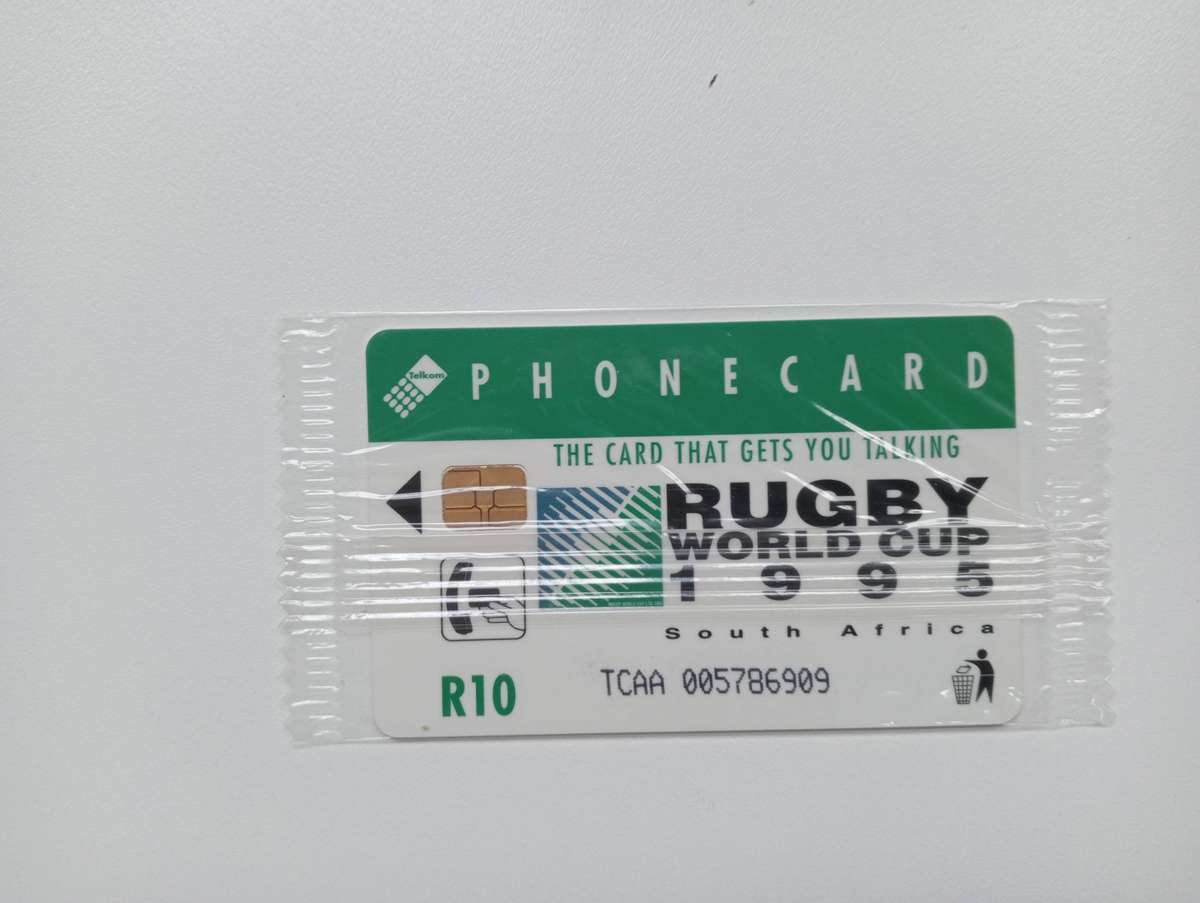 Telkom
PHONECARD
THE CARD THAT GETS YOU TALKING
RUGBY
WORLD CUP
1995
South Africa
R10
TCAA 005786909